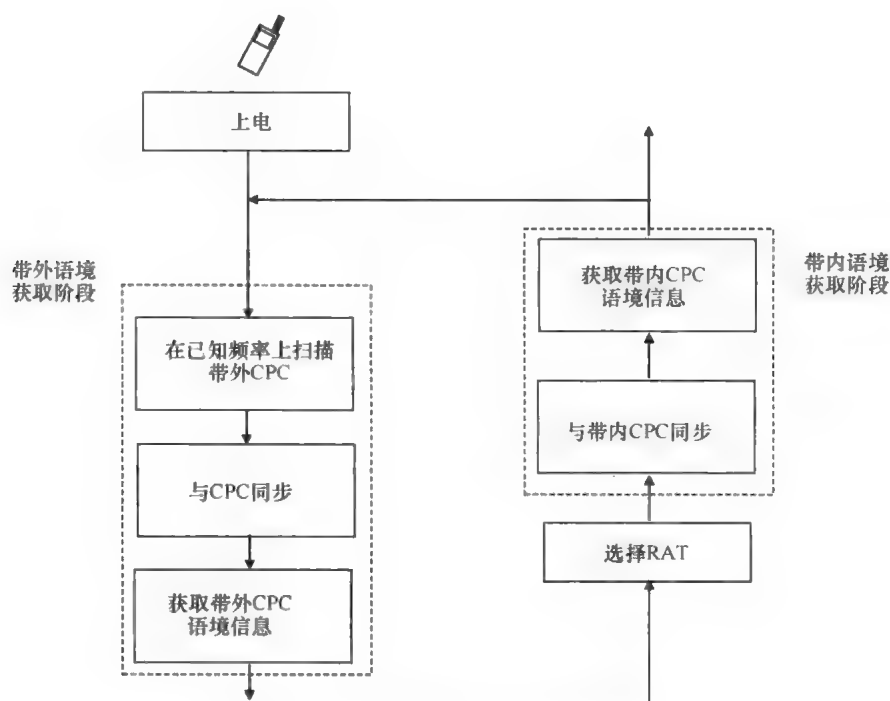 上电
带外语境
获取阶段
在已知频率上扫描
带外CPC
与CPC同步
获取带外CPC
语境信息
带内语境
获取阶段
获取带内CPC
语境信息
与带内CPC同步
选择RAT